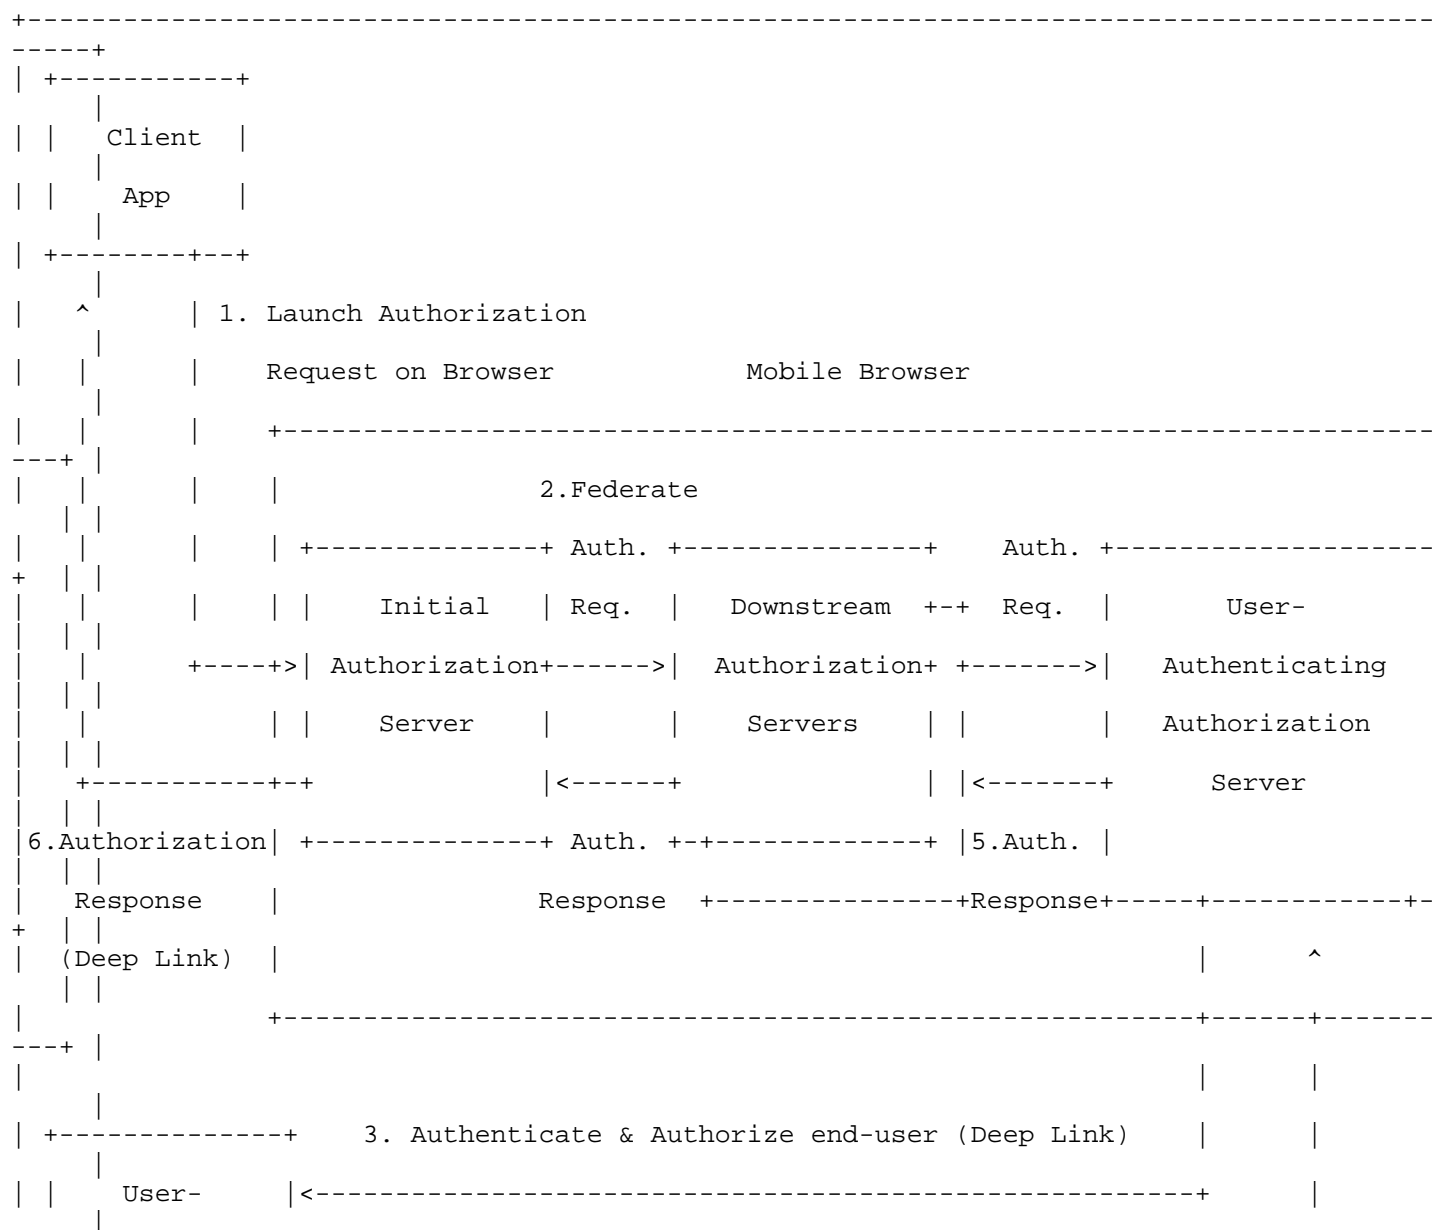 +----------------------------------------------------------------------------------------
-----+
| +-----------+
     |
| |   Client  |
     |
| |    App    |
     |
| +--------+--+
     |
|   ^      | 1. Launch Authorization
     |
|   |      |    Request on Browser            Mobile Browser
     |
|   |      |    +------------------------------------------------------------------------
---+ |
|   |      |    |                2.Federate
   | |
|   |      |    | +--------------+ Auth. +---------------+    Auth. +--------------------
+  | |
|   |      |    | |    Initial   | Req.  |   Downstream  +-+  Req.  |       User-
|  | |
|   |      +----+>| Authorization+------>|  Authorization+ +------->|   Authenticating
|  | |
|   |           | |    Server    |       |    Servers    | |        |   Authorization
|  | |
|   +-----------+-+              |<------+               | |<-------+      Server
|  | |
|6.Authorization| +--------------+ Auth. +-+-------------+ |5.Auth. |
|  | |
|   Response    |                Response  +---------------+Response+-----+------------+-
+  | |
|  (Deep Link)  |                                                         |      ^
   | |
|               +---------------------------------------------------------+------+-------
---+ |
|                                                                         |      |
     |
| +--------------+    3. Authenticate & Authorize end-user (Deep Link)    |      |
     |
| |    User-     |<-------------------------------------------------------+      |
     |